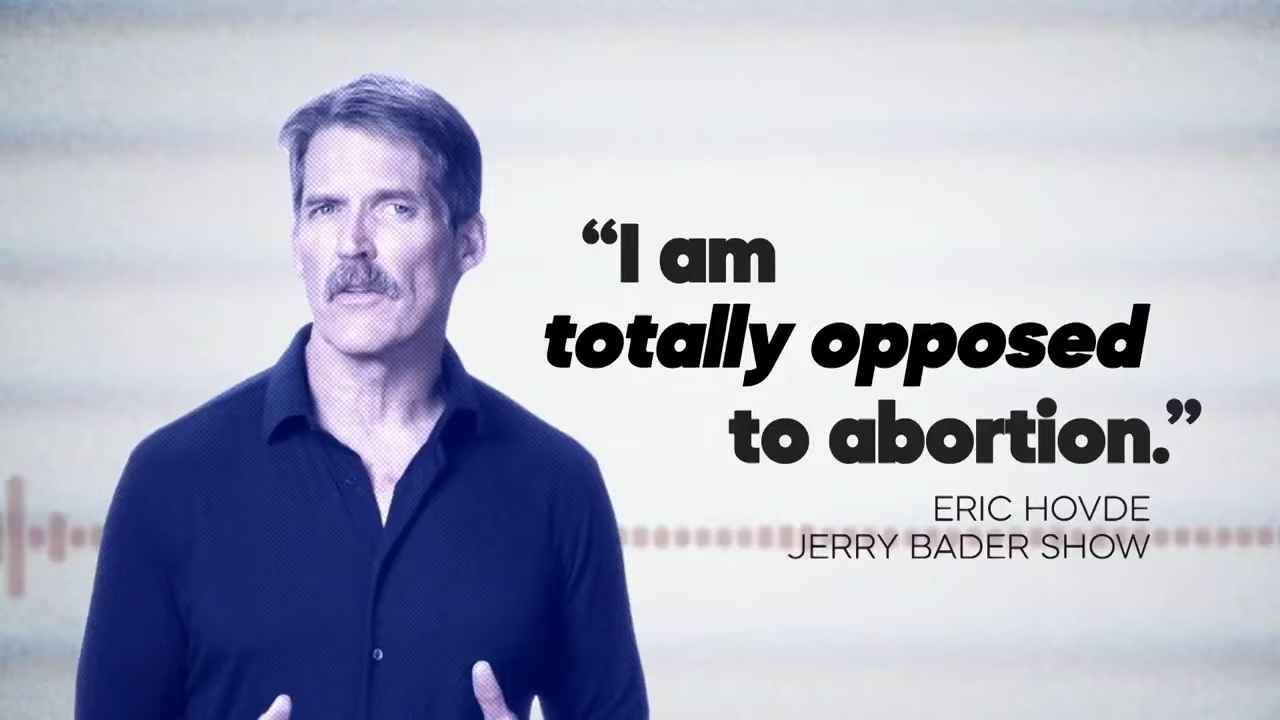 “I am
totally opposed
to abortion.”
ERIC HOVDE
JERRY BADER SHOW